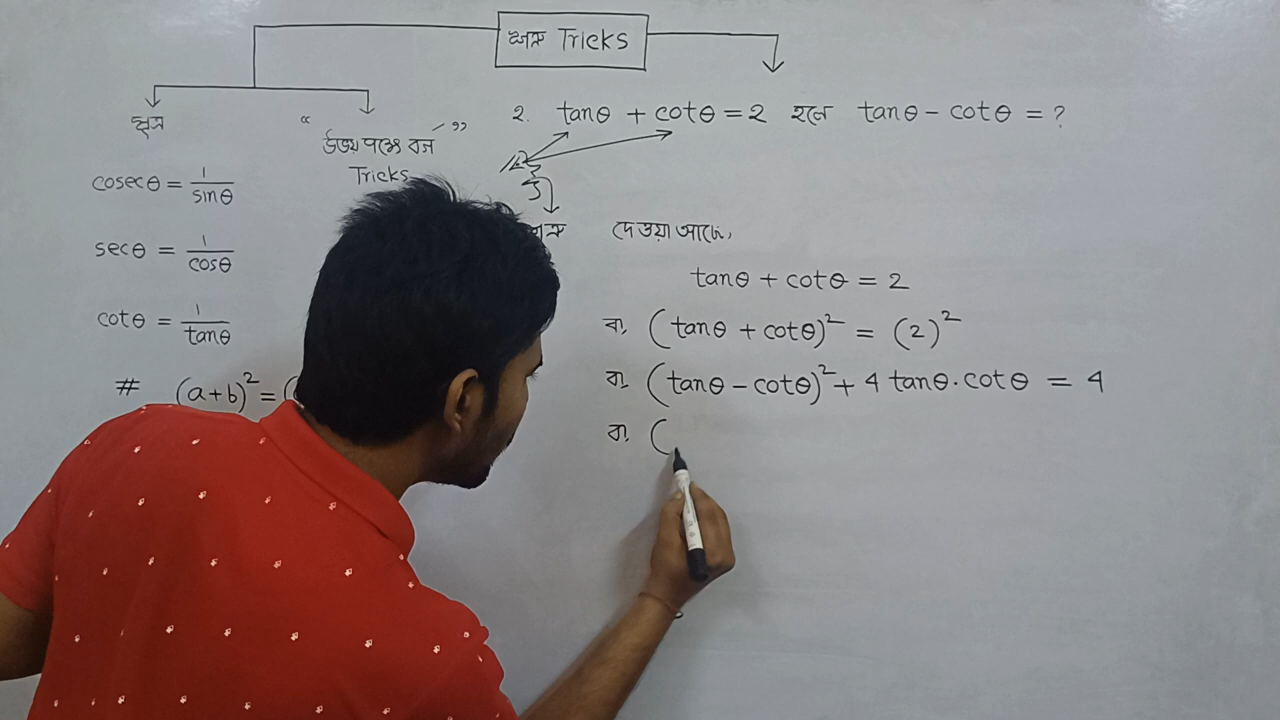 Tricks
২. tanθ + cotθ = 2 হলে tanθ - cotθ = ?
সূত্র
“উভয় পক্ষে বর্গ”
Tricks
cosecθ = 1/sinθ
secθ = 1/cosθ
cotθ = 1/tanθ
# (a+b)² = (
দেওয়া আছে,
tanθ + cotθ = 2
বা, (tanθ + cotθ)² = (2)²
বা, (tanθ - cotθ)² + 4 tanθ.cotθ = 4
বা, (